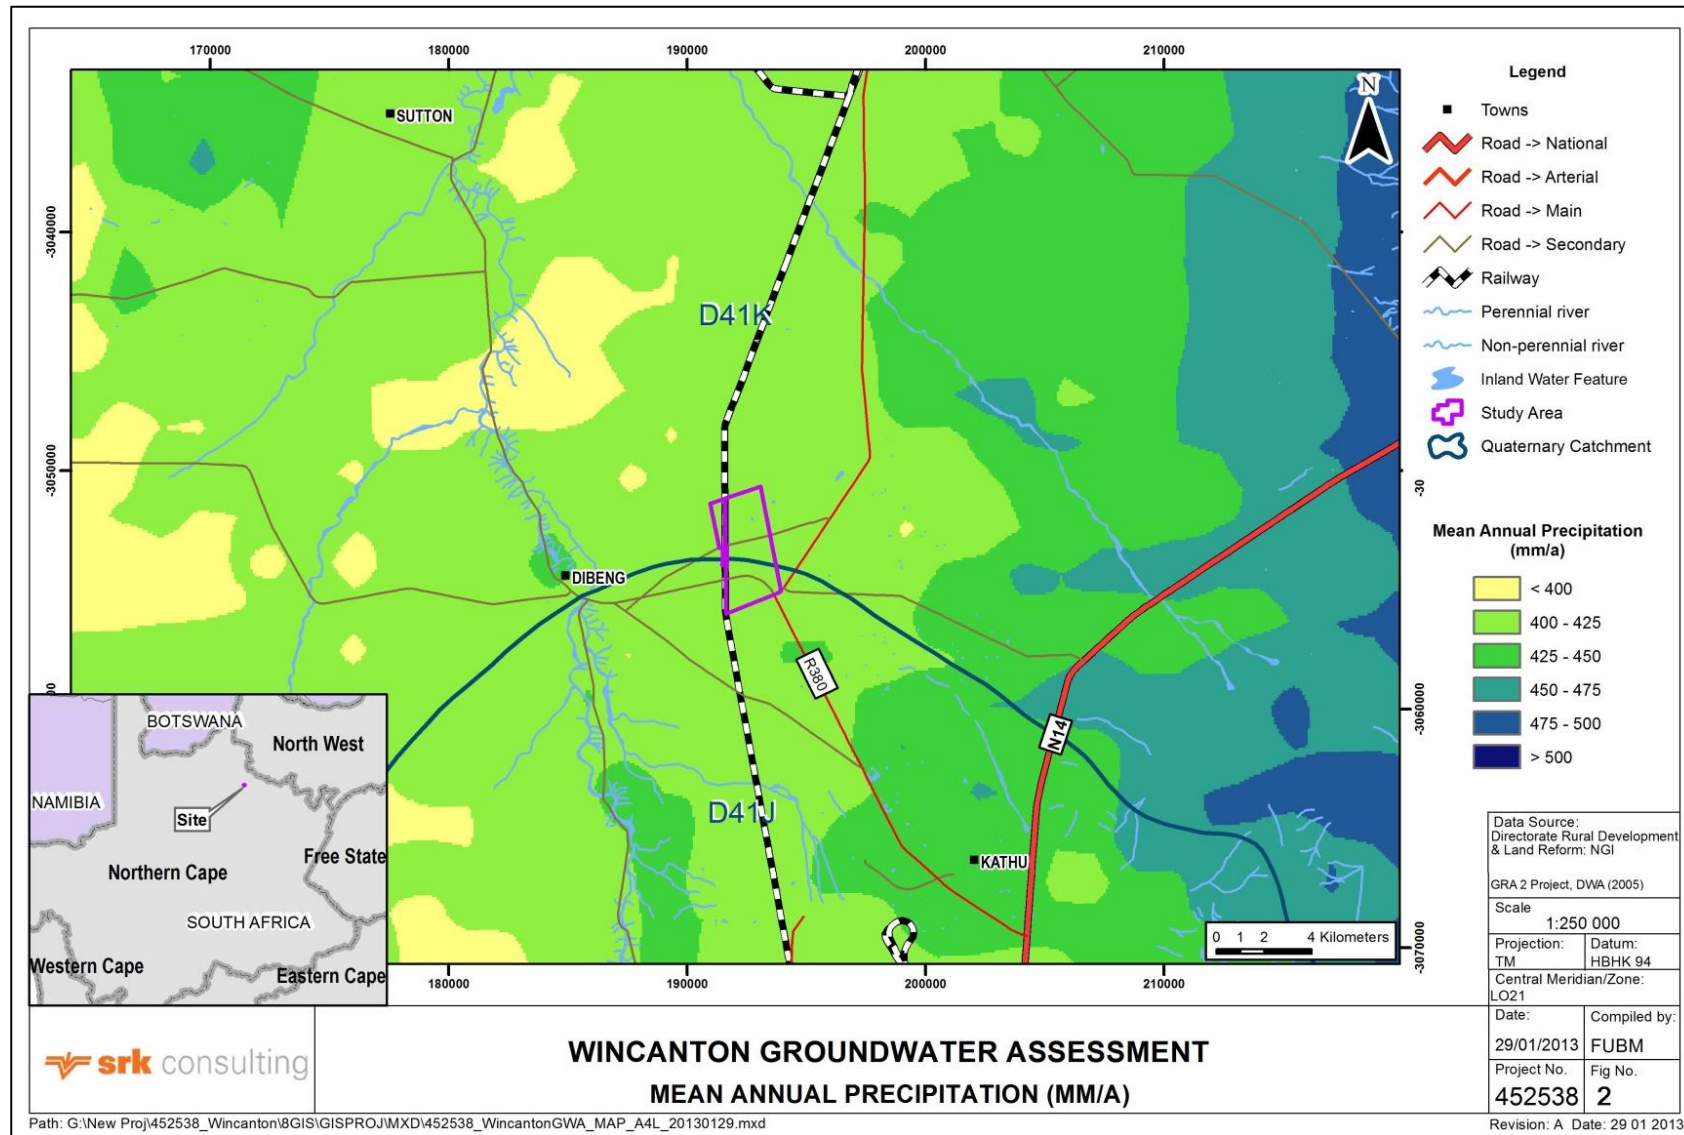 170000 180000 190000 200000 210000
SUTTON
N
-3040000
-3040000
D41K
-3050000
-30
DIBENG
R380
N14
00
-3060000
D41J
KATHU
-3070000
0 1 2 4 Kilometers
180000 190000 200000 210000
BOTSWANA
North West
NAMIBIA
Site
Free State
Northern Cape
SOUTH AFRICA
Western Cape
Eastern Cape
Legend
Towns
Road -> National
Road -> Arterial
Road -> Main
Road -> Secondary
Railway
Perennial river
Non-perennial river
Inland Water Feature
Study Area
Quaternary Catchment
Mean Annual Precipitation
(mm/a)
< 400
400 - 425
425 - 450
450 - 475
475 - 500
> 500
Data Source:
Directorate Rural Development
& Land Reform: NGI
GRA 2 Project, DWA (2005)
Scale
1:250 000
Projection: Datum:
TM HBHK 94
Central Meridian/Zone:
LO21
Date: Compiled by:
29/01/2013 FUBM
Project No. Fig No.
452538 2
srk consulting
WINCANTON GROUNDWATER ASSESSMENT
MEAN ANNUAL PRECIPITATION (MM/A)
Path: G:\New Proj\452538_Wincanton\8GIS\GISPROJ\MXD\452538_WincantonGWA_MAP_A4L_20130129.mxd
Revision: A Date: 29 01 2013